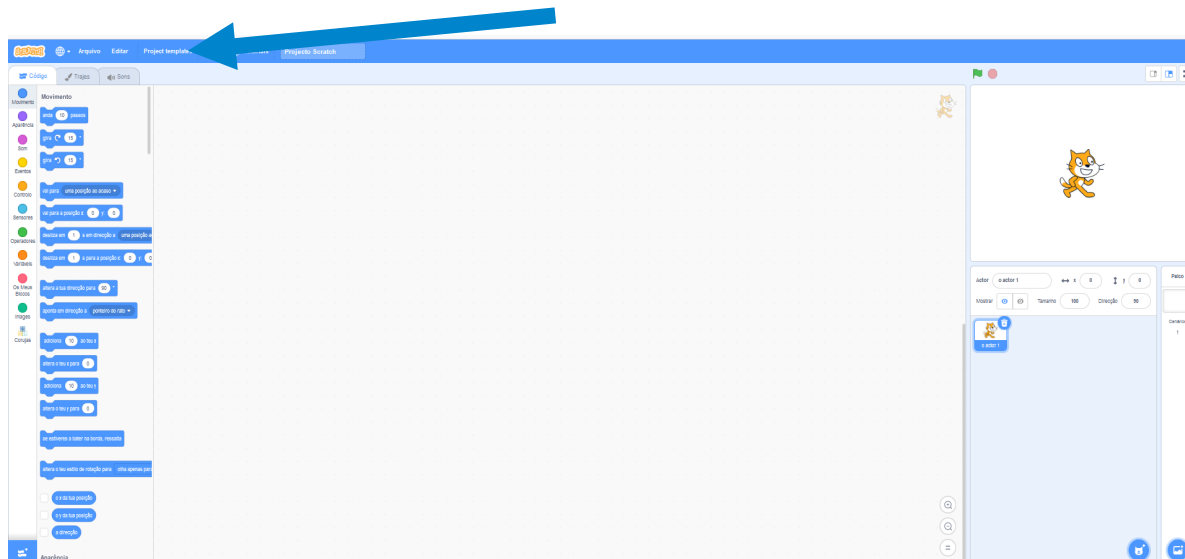 SCRATCH
Arquivo Editar Project templates
Projecto Scratch
Código Trajes Sons
Movimento
Movimento
anda 10 passos
Aparência
gira 15 °
Som
gira 15 °
Eventos
Controlo
vai para uma posição ao acaso
Sensores
vai para a posição x: 0 y: 0
Operadores
desliza em 1 s em direcção a uma posição a
Variáveis
desliza em 1 s para a posição x: 0 y: 0
Os Meus Blocos
altera a tua direcção para 90 °
Images
aponta em direcção a ponteiro do rato
Corujas
adiciona 10 ao teu x
altera o teu x para 0
adiciona 10 ao teu y
altera o teu y para 0
se estiveres a bater na borda, ressalta
altera o teu estilo de rotação para olha apenas para
o x da tua posição
o y da tua posição
a direcção
Aparência
Actor o actor 1 x 0 y 0
Mostrar Tamanho 100 Direcção 90
o actor 1
Palco
Cenários
1